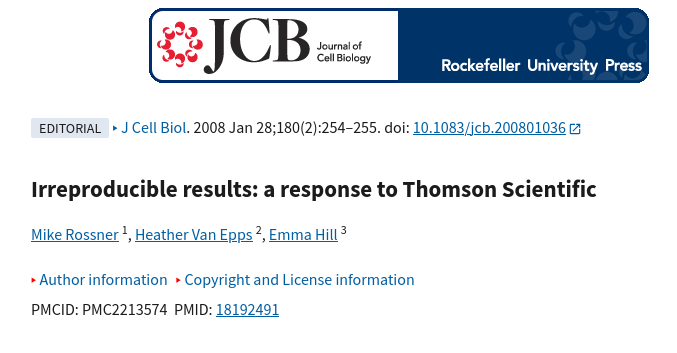 JCB Journal of Cell Biology
Rockefeller University Press
EDITORIAL ‣ J Cell Biol. 2008 Jan 28;180(2):254–255. doi: 10.1083/jcb.200801036
Irreproducible results: a response to Thomson Scientific
Mike Rossner 1, Heather Van Epps 2, Emma Hill 3
‣ Author information ‣ Copyright and License information
PMCID: PMC2213574 PMID: 18192491